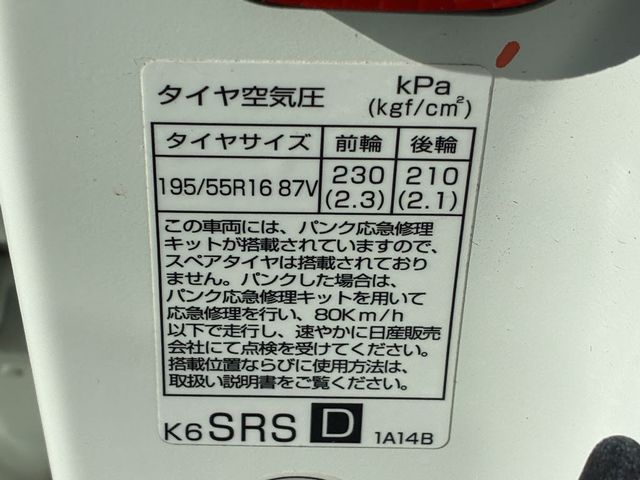 タイヤ空気圧 kPa
(kgf/cm²)
タイヤサイズ 前輪 後輪
195/55R16 87V 230 210
(2.3) (2.1)
この車両には、パンク応急修理
キットが搭載されていますので、
スペアタイヤは搭載されており
ません。パンクした場合は、
パンク応急修理キットを用いて
応急修理を行い、80Km/h
以下で走行し、速やかに日産販売
会社にて点検を受けてください。
搭載位置ならびに使用方法は、
取扱い説明書をご覧ください。
K6 SRS D 1A14B